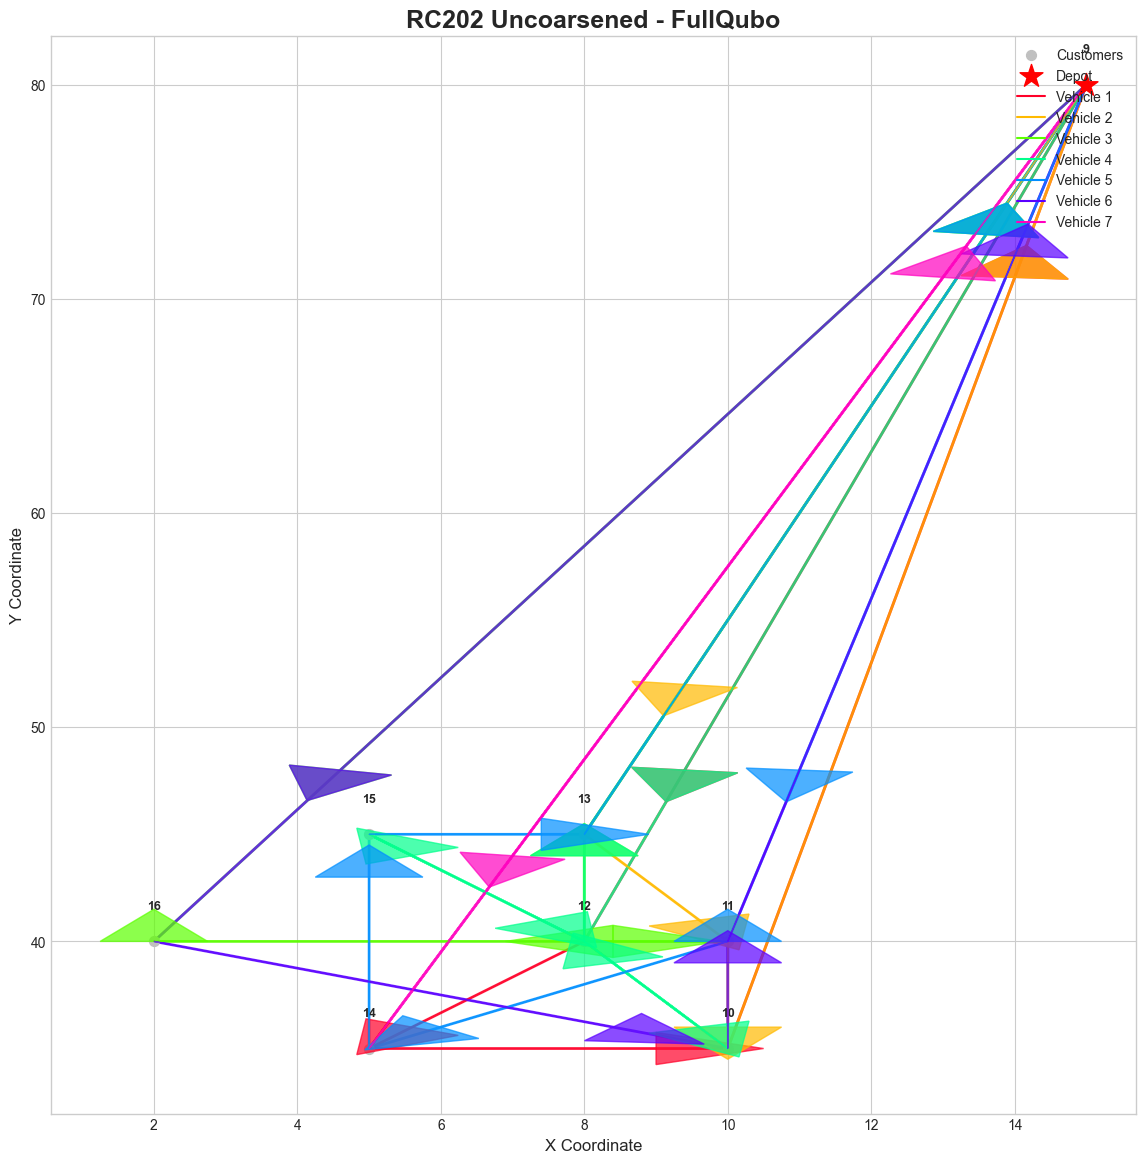 RC202 Uncoarsened - FullQubo
9
Customers
Depot
Vehicle 1
Vehicle 2
Vehicle 3
Vehicle 4
Vehicle 5
Vehicle 6
Vehicle 7
80
70
60
50
40
Y Coordinate
15
13
16
12
11
14
10
2
4
6
8
10
12
14
X Coordinate